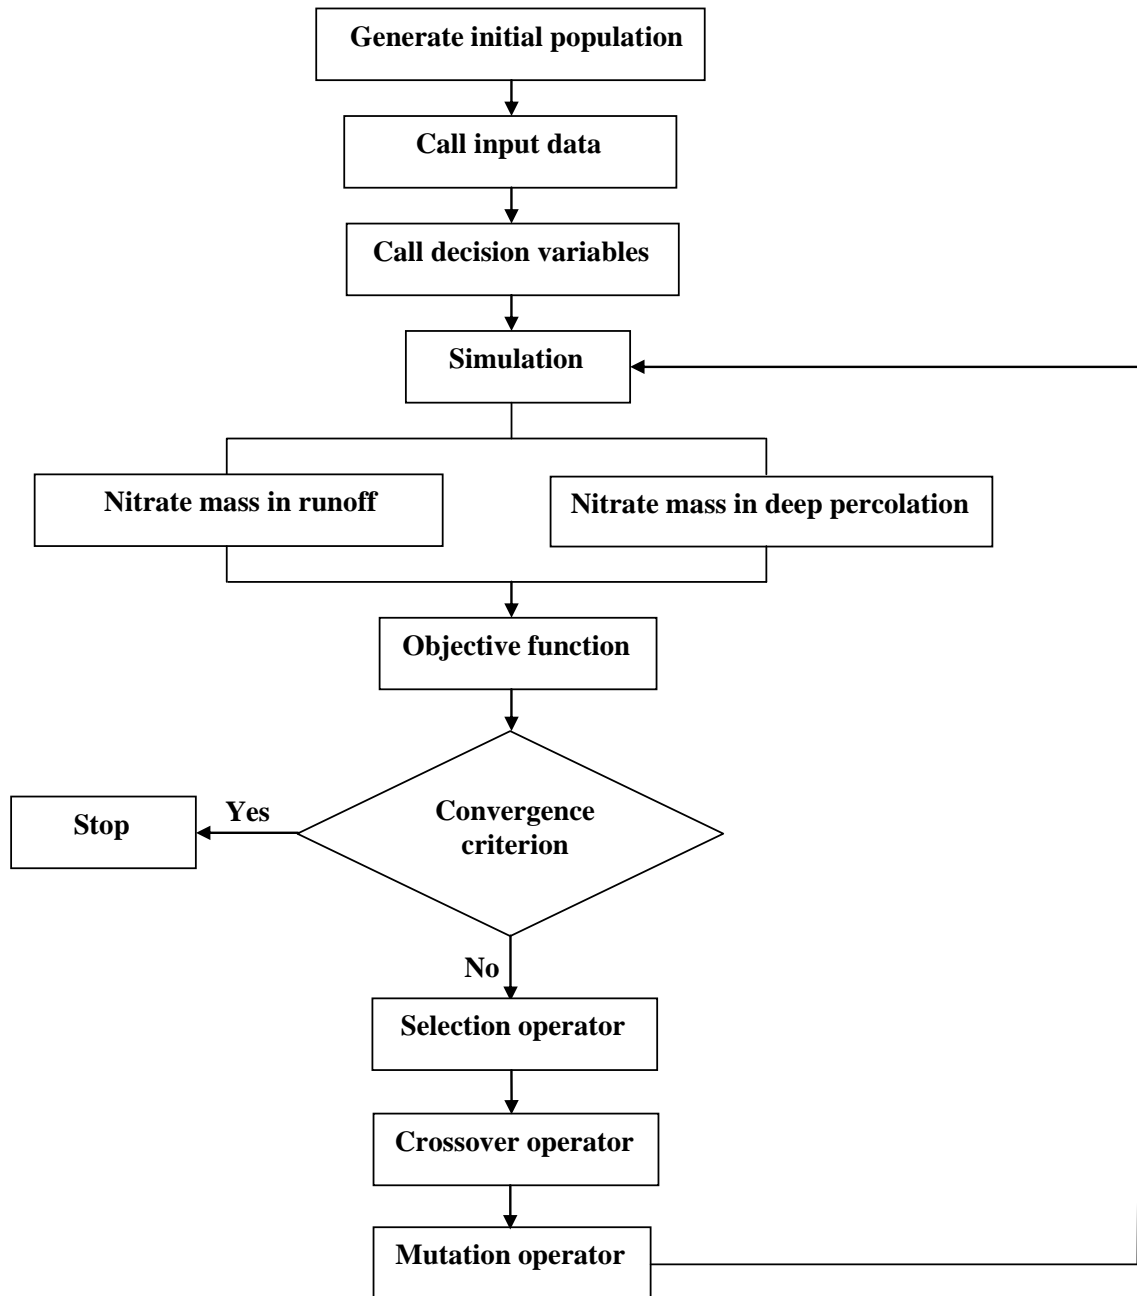 Generate initial population
Call input data
Call decision variables
Simulation
Nitrate mass in runoff
Nitrate mass in deep percolation
Objective function
Convergence
criterion
Yes
Stop
No
Selection operator
Crossover operator
Mutation operator